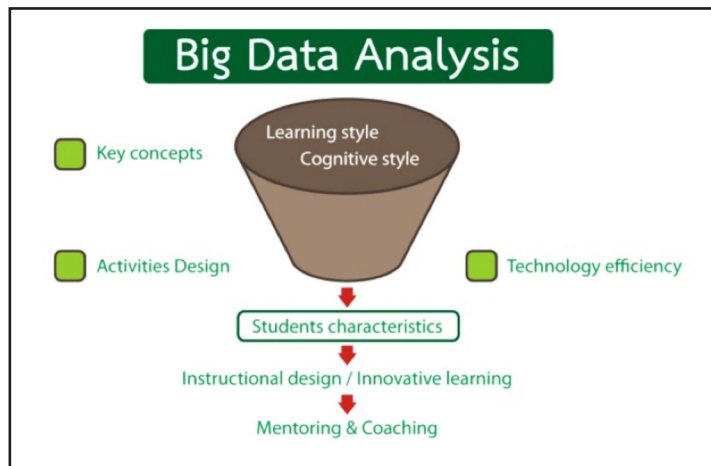 Big Data Analysis
Learning style
Cognitive style
Key concepts
Activities Design
Technology efficiency
Students characteristics
Instructional design / Innovative learning
Mentoring & Coaching